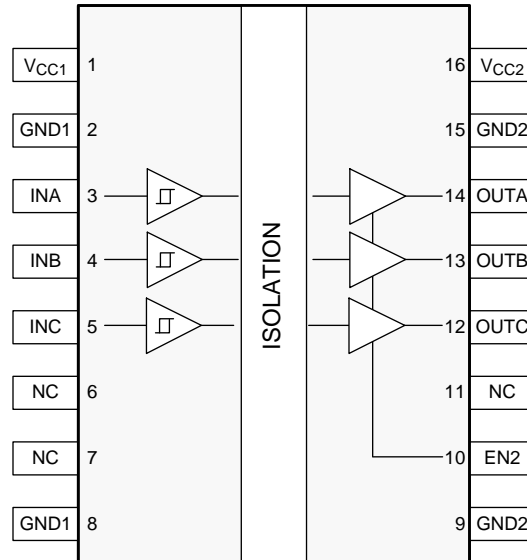 VCC1 1 16 VCC2
GND1 2 15 GND2
INA 3 14 OUTA
INB 4 13 OUTB
INC 5 12 OUTC
NC 6 11 NC
NC 7 10 EN2
GND1 8 9 GND2
ISOLATION